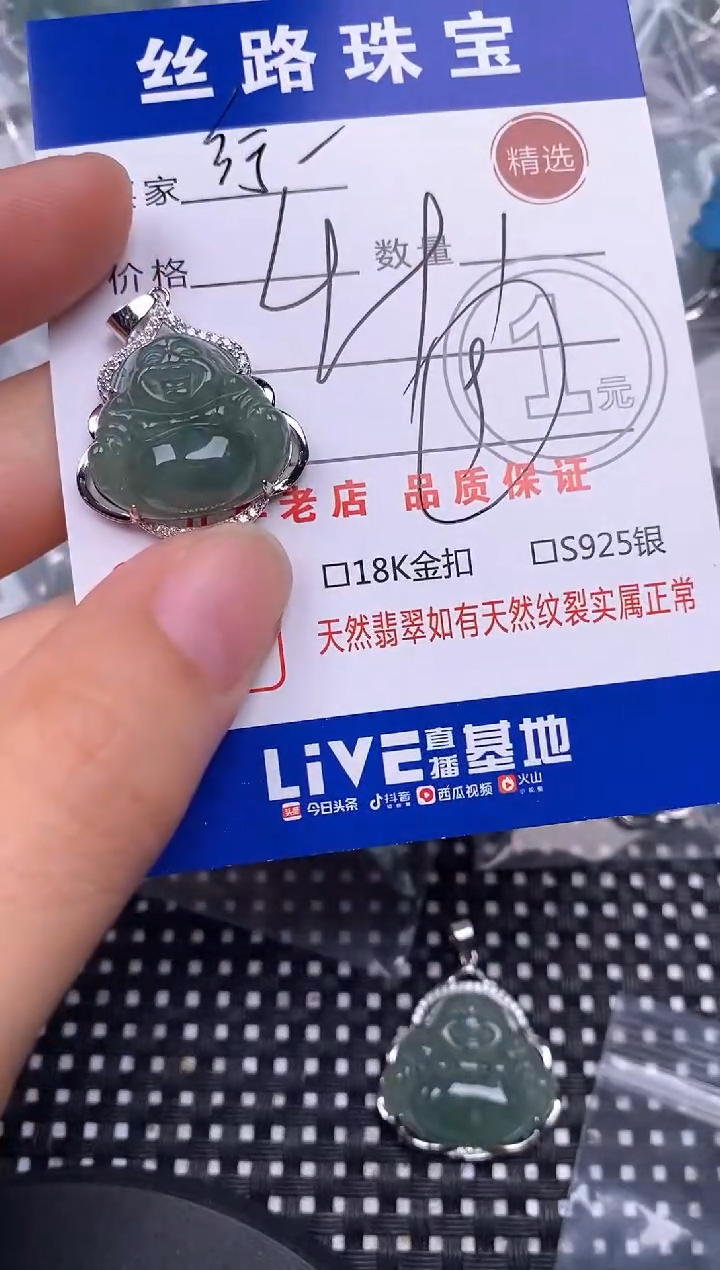 丝路珠宝
精选
家
价格 数量
1元
老店 品质保证
□18K金扣 □S925银
天然翡翠如有天然纹裂实属正常
LiVE直播基地
头条 今日头条 抖音 西瓜视频 火山